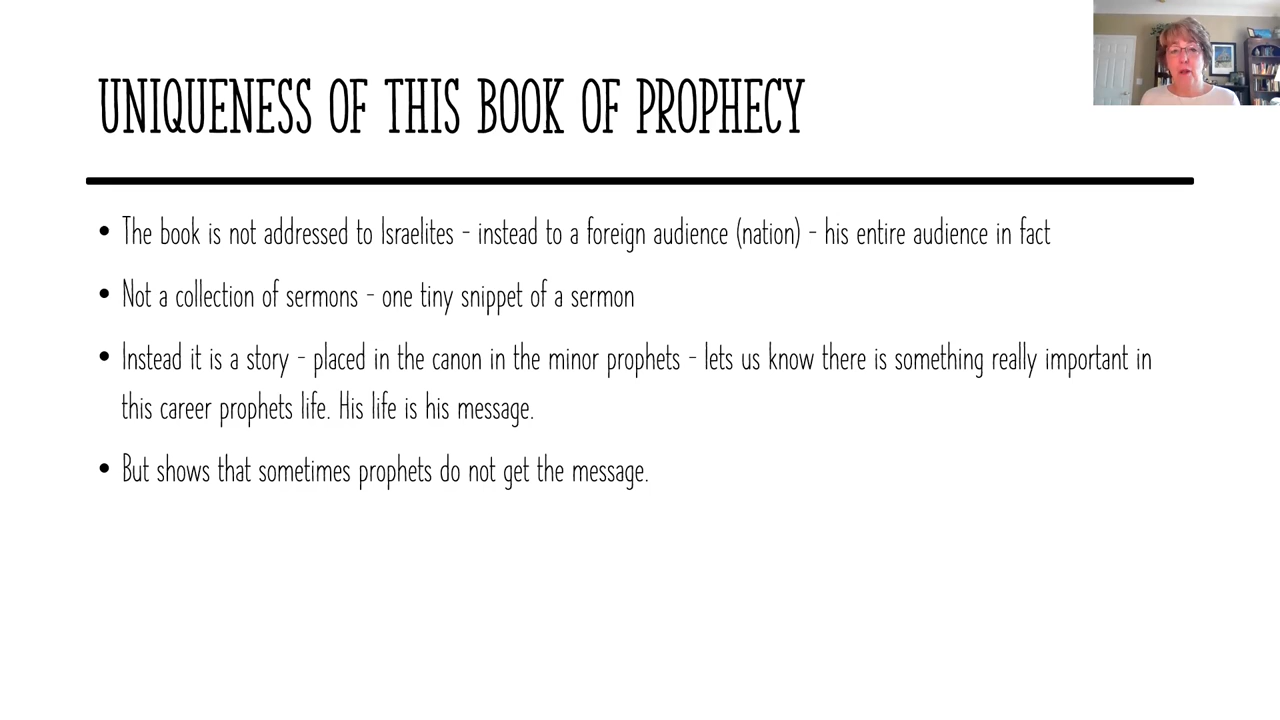 UNIQUENESS OF THIS BOOK OF PROPHECY
• The book is not addressed to Israelites - instead to a foreign audience (nation) - his entire audience in fact
• Not a collection of sermons - one tiny snippet of a sermon
• Instead it is a story - placed in the canon in the minor prophets - lets us know there is something really important in
this career prophets life. His life is his message.
• But shows that sometimes prophets do not get the message.